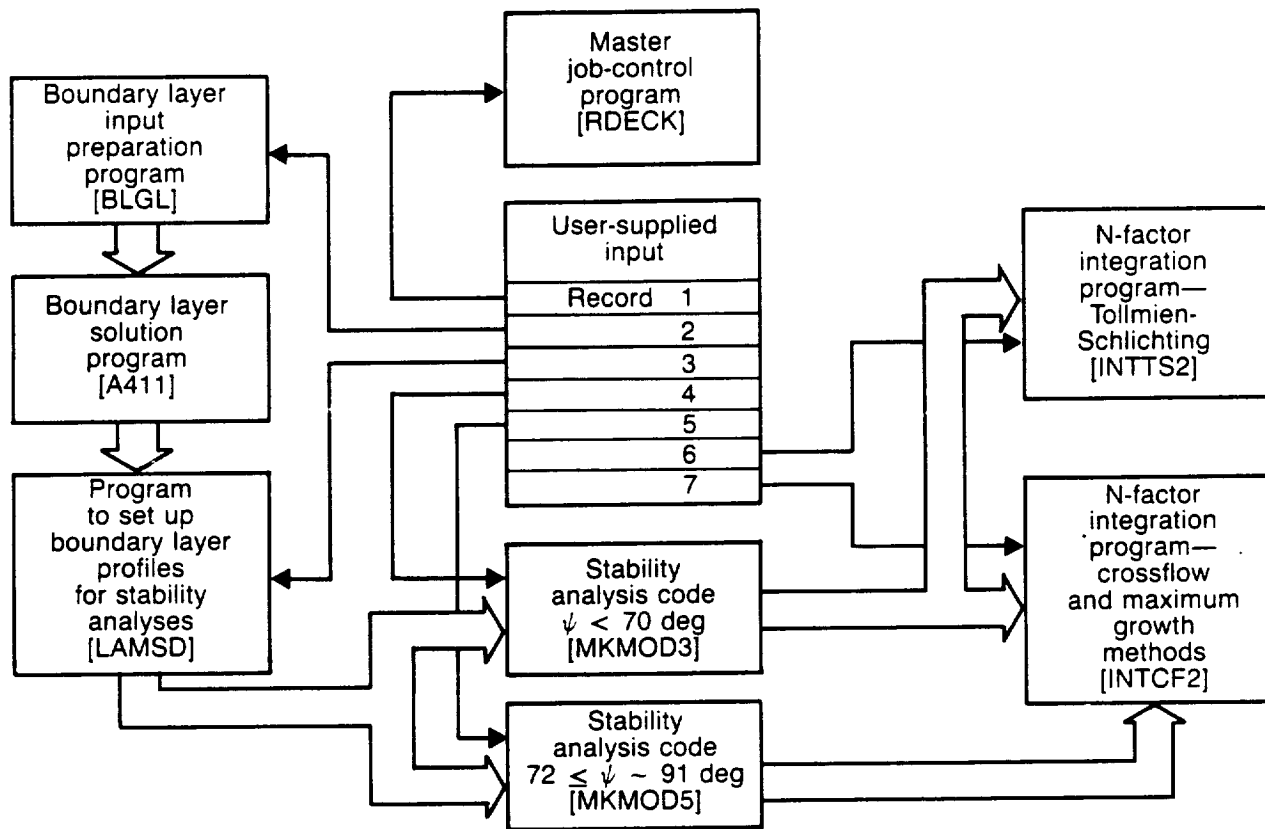 Master
job-control
program
[RDECK]
Boundary layer
input
preparation
program
[BLGL]
Boundary layer
solution
program
[A411]
Program
to set up
boundary layer
profiles
for stability
analyses
[LAMSD]
User-supplied
input
Record 1
2
3
4
5
6
7
Stability
analysis code
ψ < 70 deg
[MKMOD3]
Stability
analysis code
72 ≤ ψ ~ 91 deg
[MKMOD5]
N-factor
integration
program—
Tollmien-
Schlichting
[INTTS2]
N-factor
integration
program—
crossflow
and maximum
growth
methods
[INTCF2]